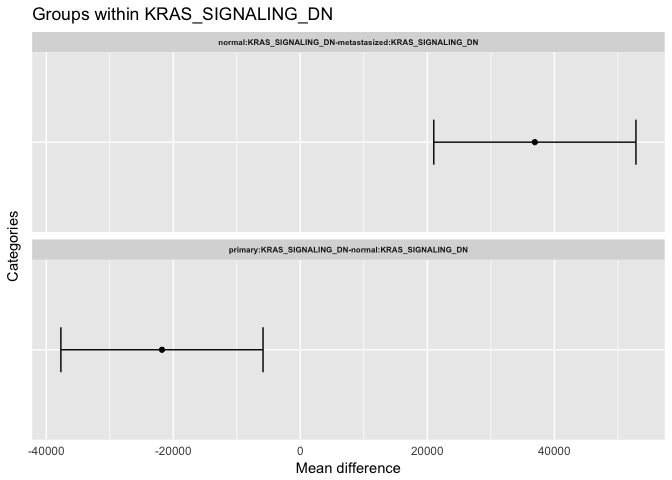 Groups within KRAS_SIGNALING_DN
normal:KRAS_SIGNALING_DN-metastasized:KRAS_SIGNALING_DN
Categories
primary:KRAS_SIGNALING_DN-normal:KRAS_SIGNALING_DN
-40000 -20000 0 20000 40000
Mean difference